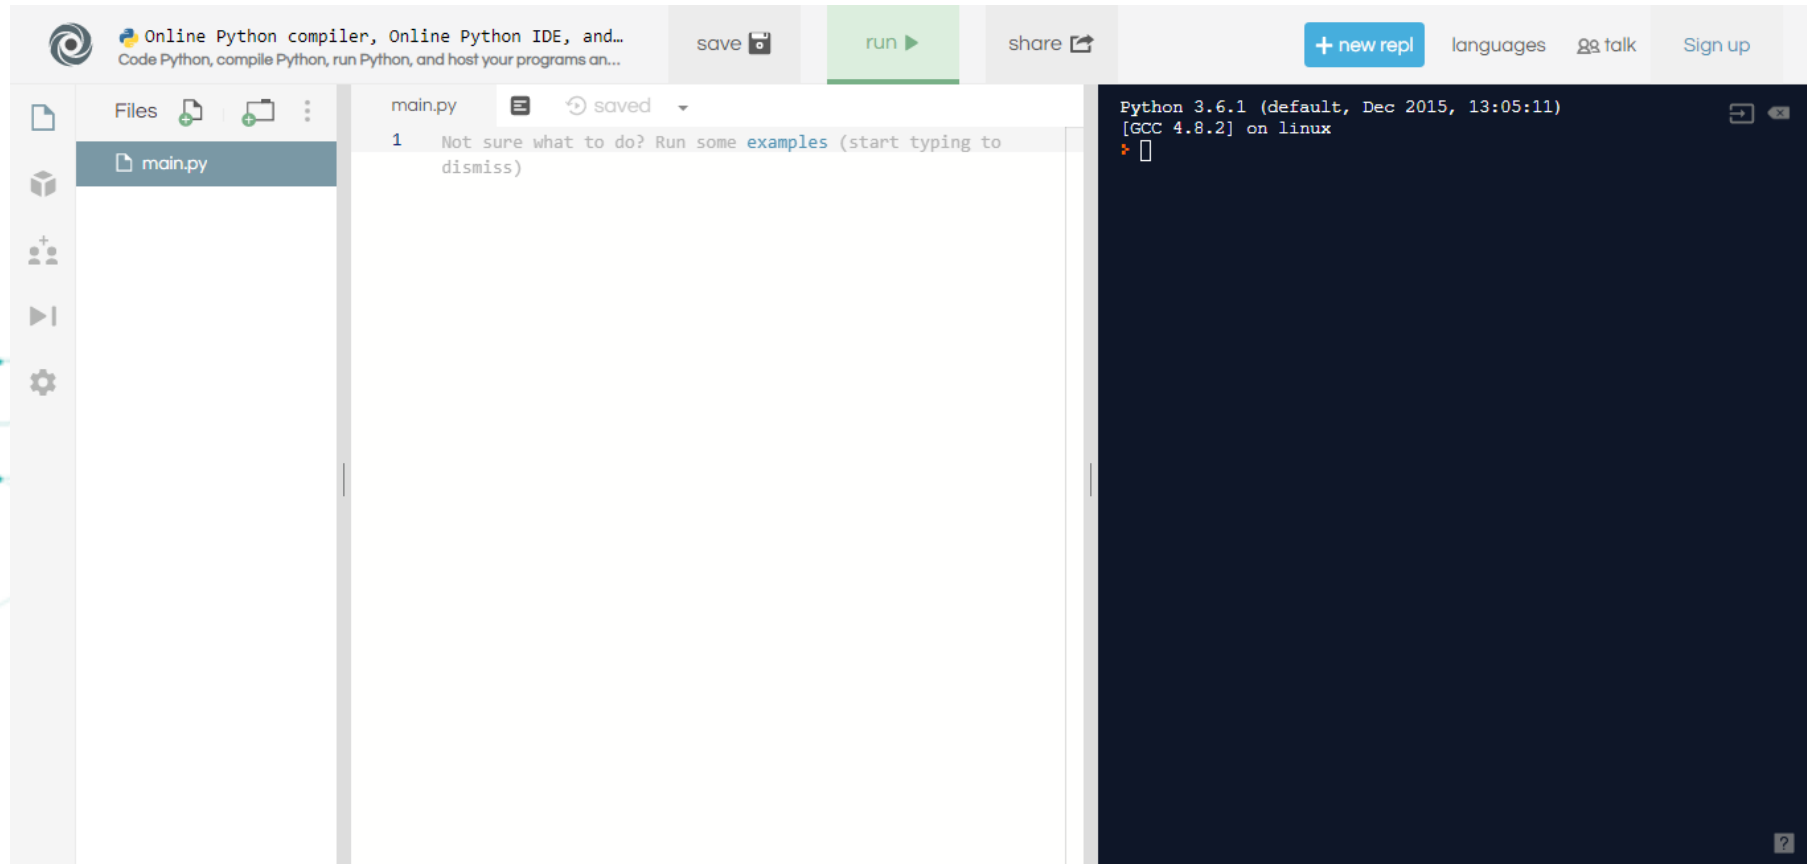 Online Python compiler, Online Python IDE, and…
Code Python, compile Python, run Python, and host your programs an...
save
run
share
+ new repl
languages
talk
Sign up
Files
main.py
main.py
saved
1 Not sure what to do? Run some examples (start typing to
dismiss)
Python 3.6.1 (default, Dec 2015, 13:05:11)
[GCC 4.8.2] on linux
?